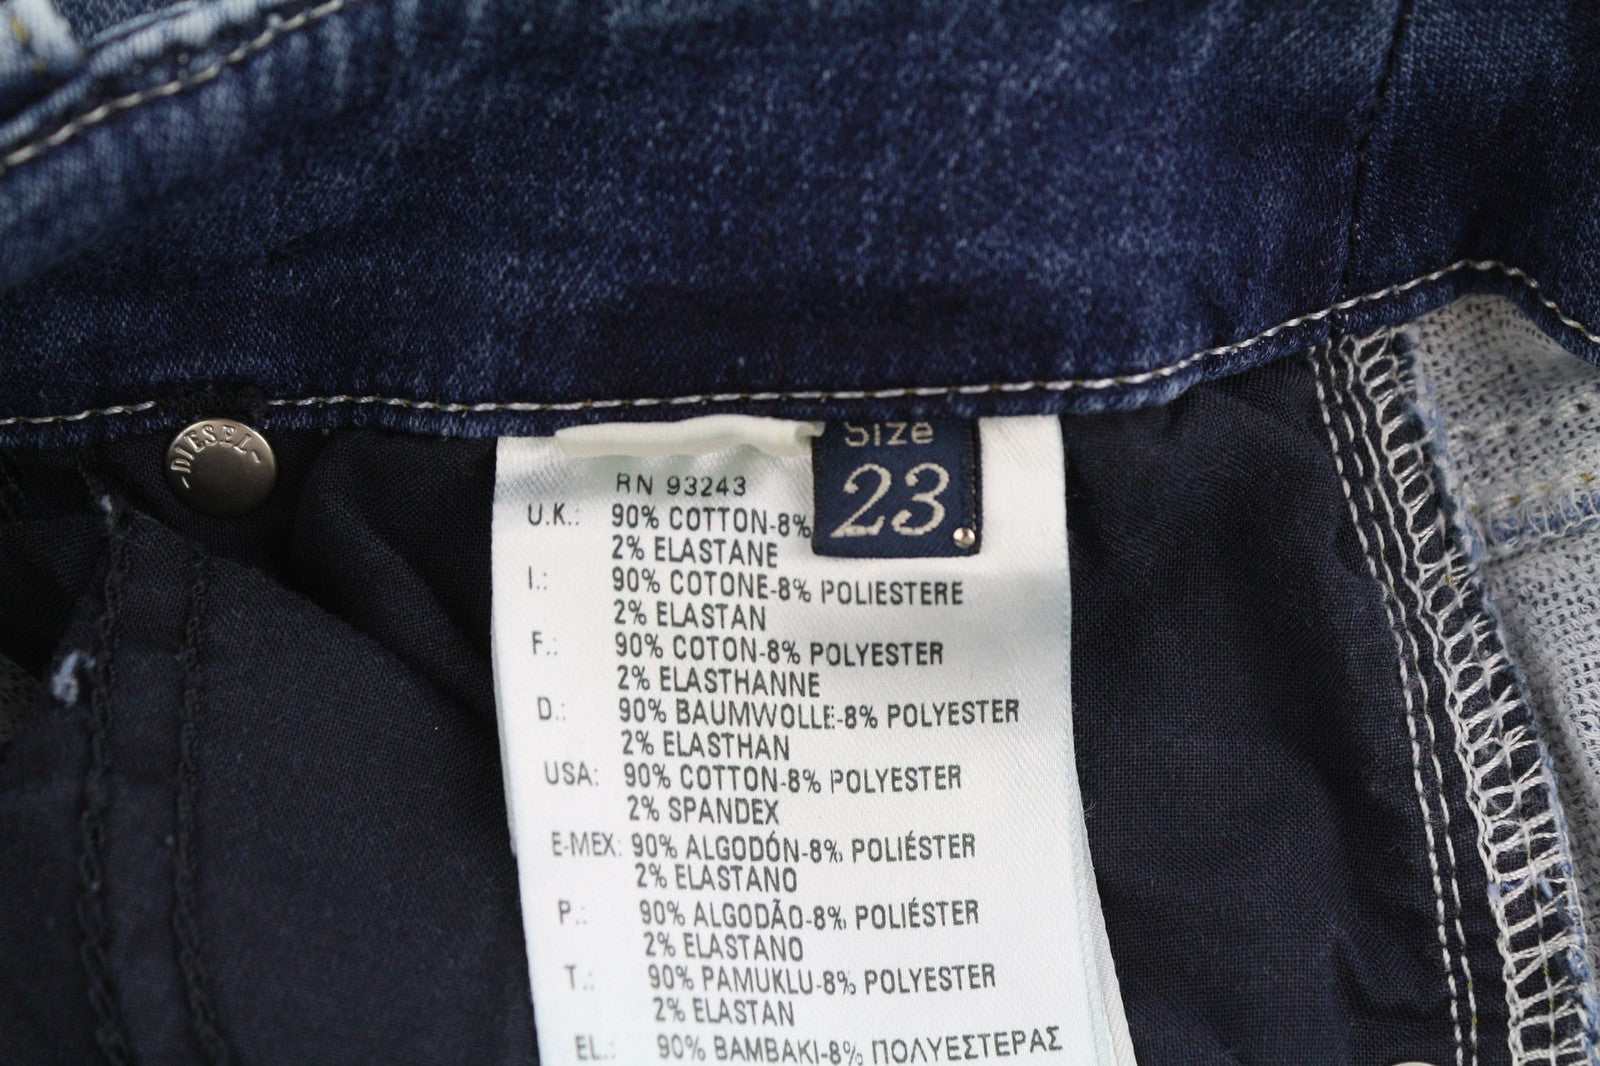 DIESEL
Size
23
RN 93243
U.K.: 90% COTTON-8%
2% ELASTANE
I.: 90% COTONE-8% POLIESTERE
2% ELASTAN
F.: 90% COTON-8% POLYESTER
2% ELASTHANNE
D.: 90% BAUMWOLLE-8% POLYESTER
2% ELASTHAN
USA: 90% COTTON-8% POLYESTER
2% SPANDEX
E-MEX: 90% ALGODÓN-8% POLIÉSTER
2% ELASTANO
P.: 90% ALGODÃO-8% POLIÉSTER
2% ELASTANO
T.: 90% PAMUKLU-8% POLYESTER
2% ELASTAN
EL.: 90% ΒΑΜΒΑΚΙ-8% ΠΟΛΥΕΣΤΕΡΑΣ